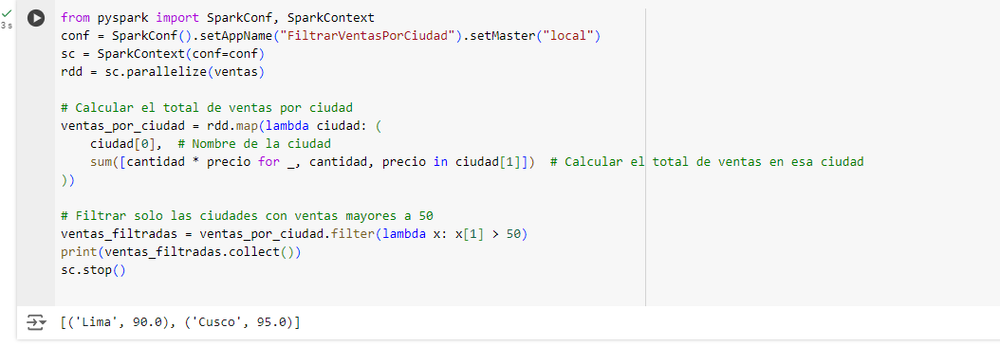 3 s
from pyspark import SparkConf, SparkContext
conf = SparkConf().setAppName("FiltrarVentasPorCiudad").setMaster("local")
sc = SparkContext(conf=conf)
rdd = sc.parallelize(ventas)
# Calcular el total de ventas por ciudad
ventas_por_ciudad = rdd.map(lambda ciudad: (
    ciudad[0],  # Nombre de la ciudad
    sum([cantidad * precio for _, cantidad, precio in ciudad[1]])  # Calcular el total de ventas en esa ciudad
))
# Filtrar solo las ciudades con ventas mayores a 50
ventas_filtradas = ventas_por_ciudad.filter(lambda x: x[1] > 50)
print(ventas_filtradas.collect())
sc.stop()
[('Lima', 90.0), ('Cusco', 95.0)]